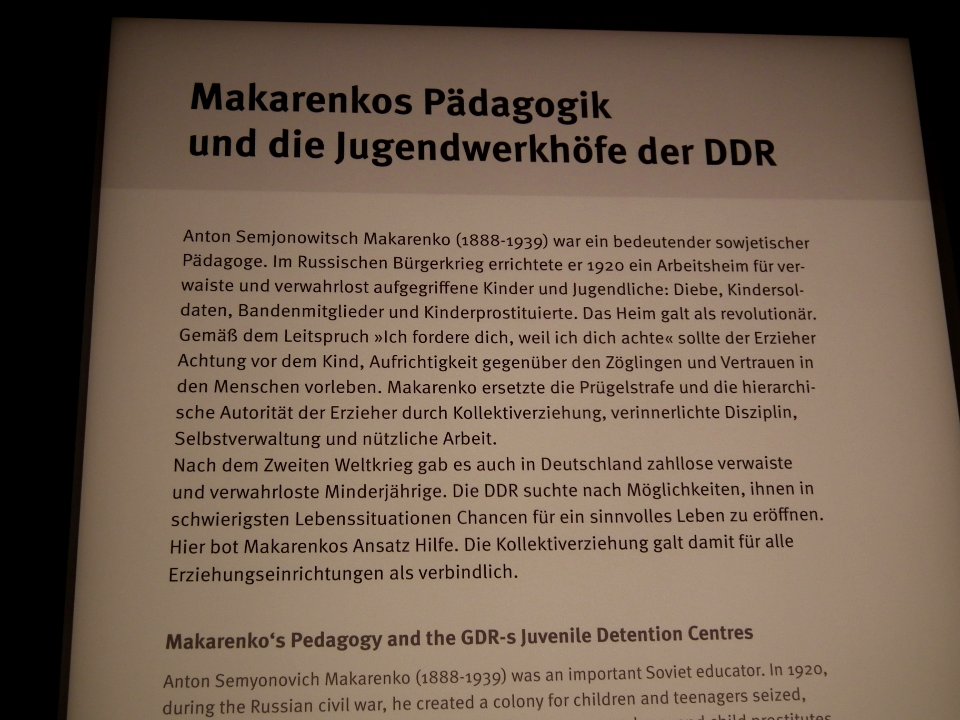 Makarenkos Pädagogik
und die Jugendwerkhöfe der DDR
Anton Semjonowitsch Makarenko (1888-1939) war ein bedeutender sowjetischer
Pädagoge. Im Russischen Bürgerkrieg errichtete er 1920 ein Arbeitsheim für ver-
waiste und verwahrlost aufgegriffene Kinder und Jugendliche: Diebe, Kindersol-
daten, Bandenmitglieder und Kinderprostituierte. Das Heim galt als revolutionär.
Gemäß dem Leitspruch »Ich fordere dich, weil ich dich achte« sollte der Erzieher
Achtung vor dem Kind, Aufrichtigkeit gegenüber den Zöglingen und Vertrauen in
den Menschen vorleben. Makarenko ersetzte die Prügelstrafe und die hierarchi-
sche Autorität der Erzieher durch Kollektiverziehung, verinnerlichte Disziplin,
Selbstverwaltung und nützliche Arbeit.
Nach dem Zweiten Weltkrieg gab es auch in Deutschland zahllose verwaiste
und verwahrloste Minderjährige. Die DDR suchte nach Möglichkeiten, ihnen in
schwierigsten Lebenssituationen Chancen für ein sinnvolles Leben zu eröffnen.
Hier bot Makarenkos Ansatz Hilfe. Die Kollektiverziehung galt damit für alle
Erziehungseinrichtungen als verbindlich.
Makarenko‘s Pedagogy and the GDR-s Juvenile Detention Centres
Anton Semyonovich Makarenko (1888-1939) was an important Soviet educator. In 1920,
during the Russian civil war, he created a colony for children and teenagers seized,
and child prostitutes